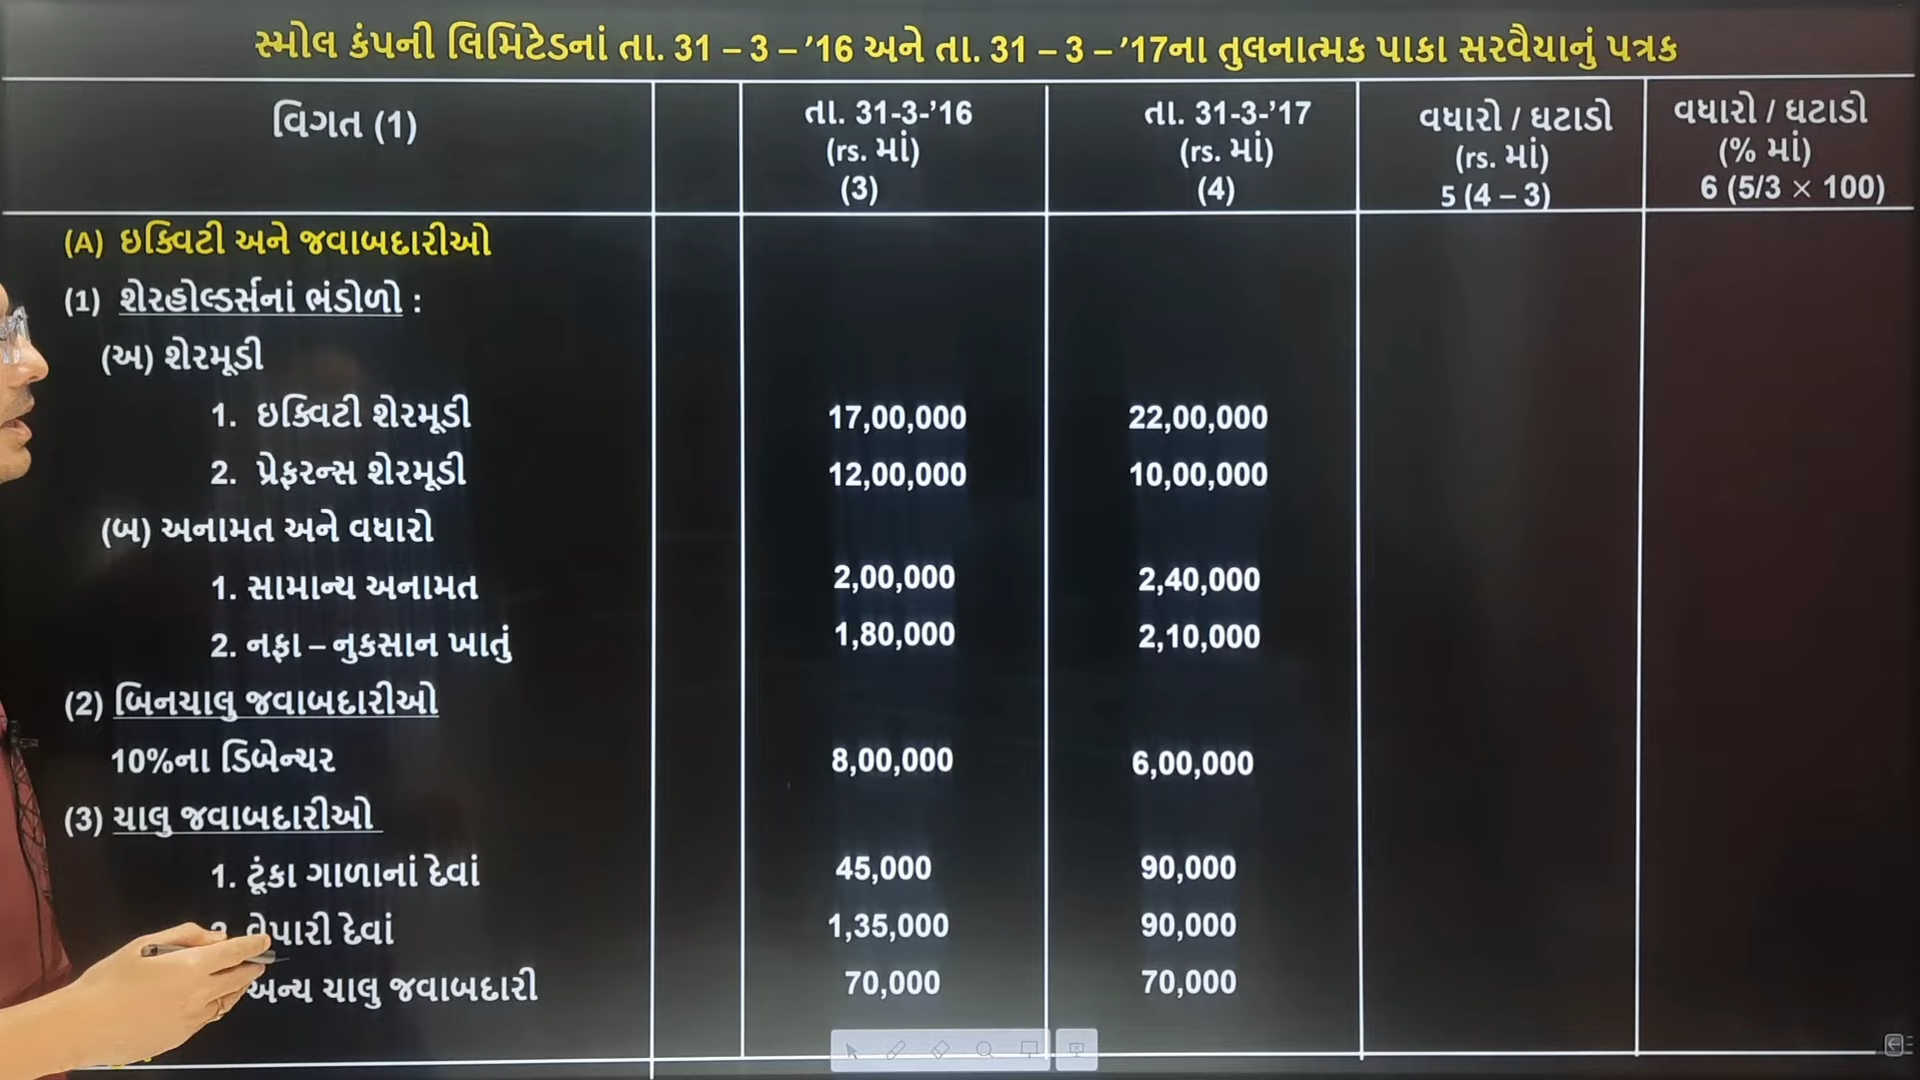 સ્મોલ કંપની લિમિટેડનાં તા. 31 – 3 – ’16 અને તા. 31 – 3 – ’17ના તુલનાત્મક પાકા સરવૈયાનું પત્રક
વિગત (1) તા. 31-3-’16 (rs. માં) (3) તા. 31-3-’17 (rs. માં) (4) વધારો / ઘટાડો (rs. માં) 5 (4 – 3) વધારો / ઘટાડો (% માં) 6 (5/3 × 100)
(A) ઇક્વિટી અને જવાબદારીઓ
(1) શેરહોલ્ડર્સનાં ભંડોળો :
(અ) શેરમૂડી
1. ઇક્વિટી શેરમૂડી 17,00,000 22,00,000
2. પ્રેફરન્સ શેરમૂડી 12,00,000 10,00,000
(બ) અનામત અને વધારો
1. સામાન્ય અનામત 2,00,000 2,40,000
2. નફા – નુકસાન ખાતું 1,80,000 2,10,000
(2) બિનચાલુ જવાબદારીઓ
10%ના ડિબેન્ચર 8,00,000 6,00,000
(3) ચાલુ જવાબદારીઓ
1. ટૂંકા ગાળાનાં દેવાં 45,000 90,000
વેપારી દેવાં 1,35,000 90,000
અન્ય ચાલુ જવાબદારી 70,000 70,000